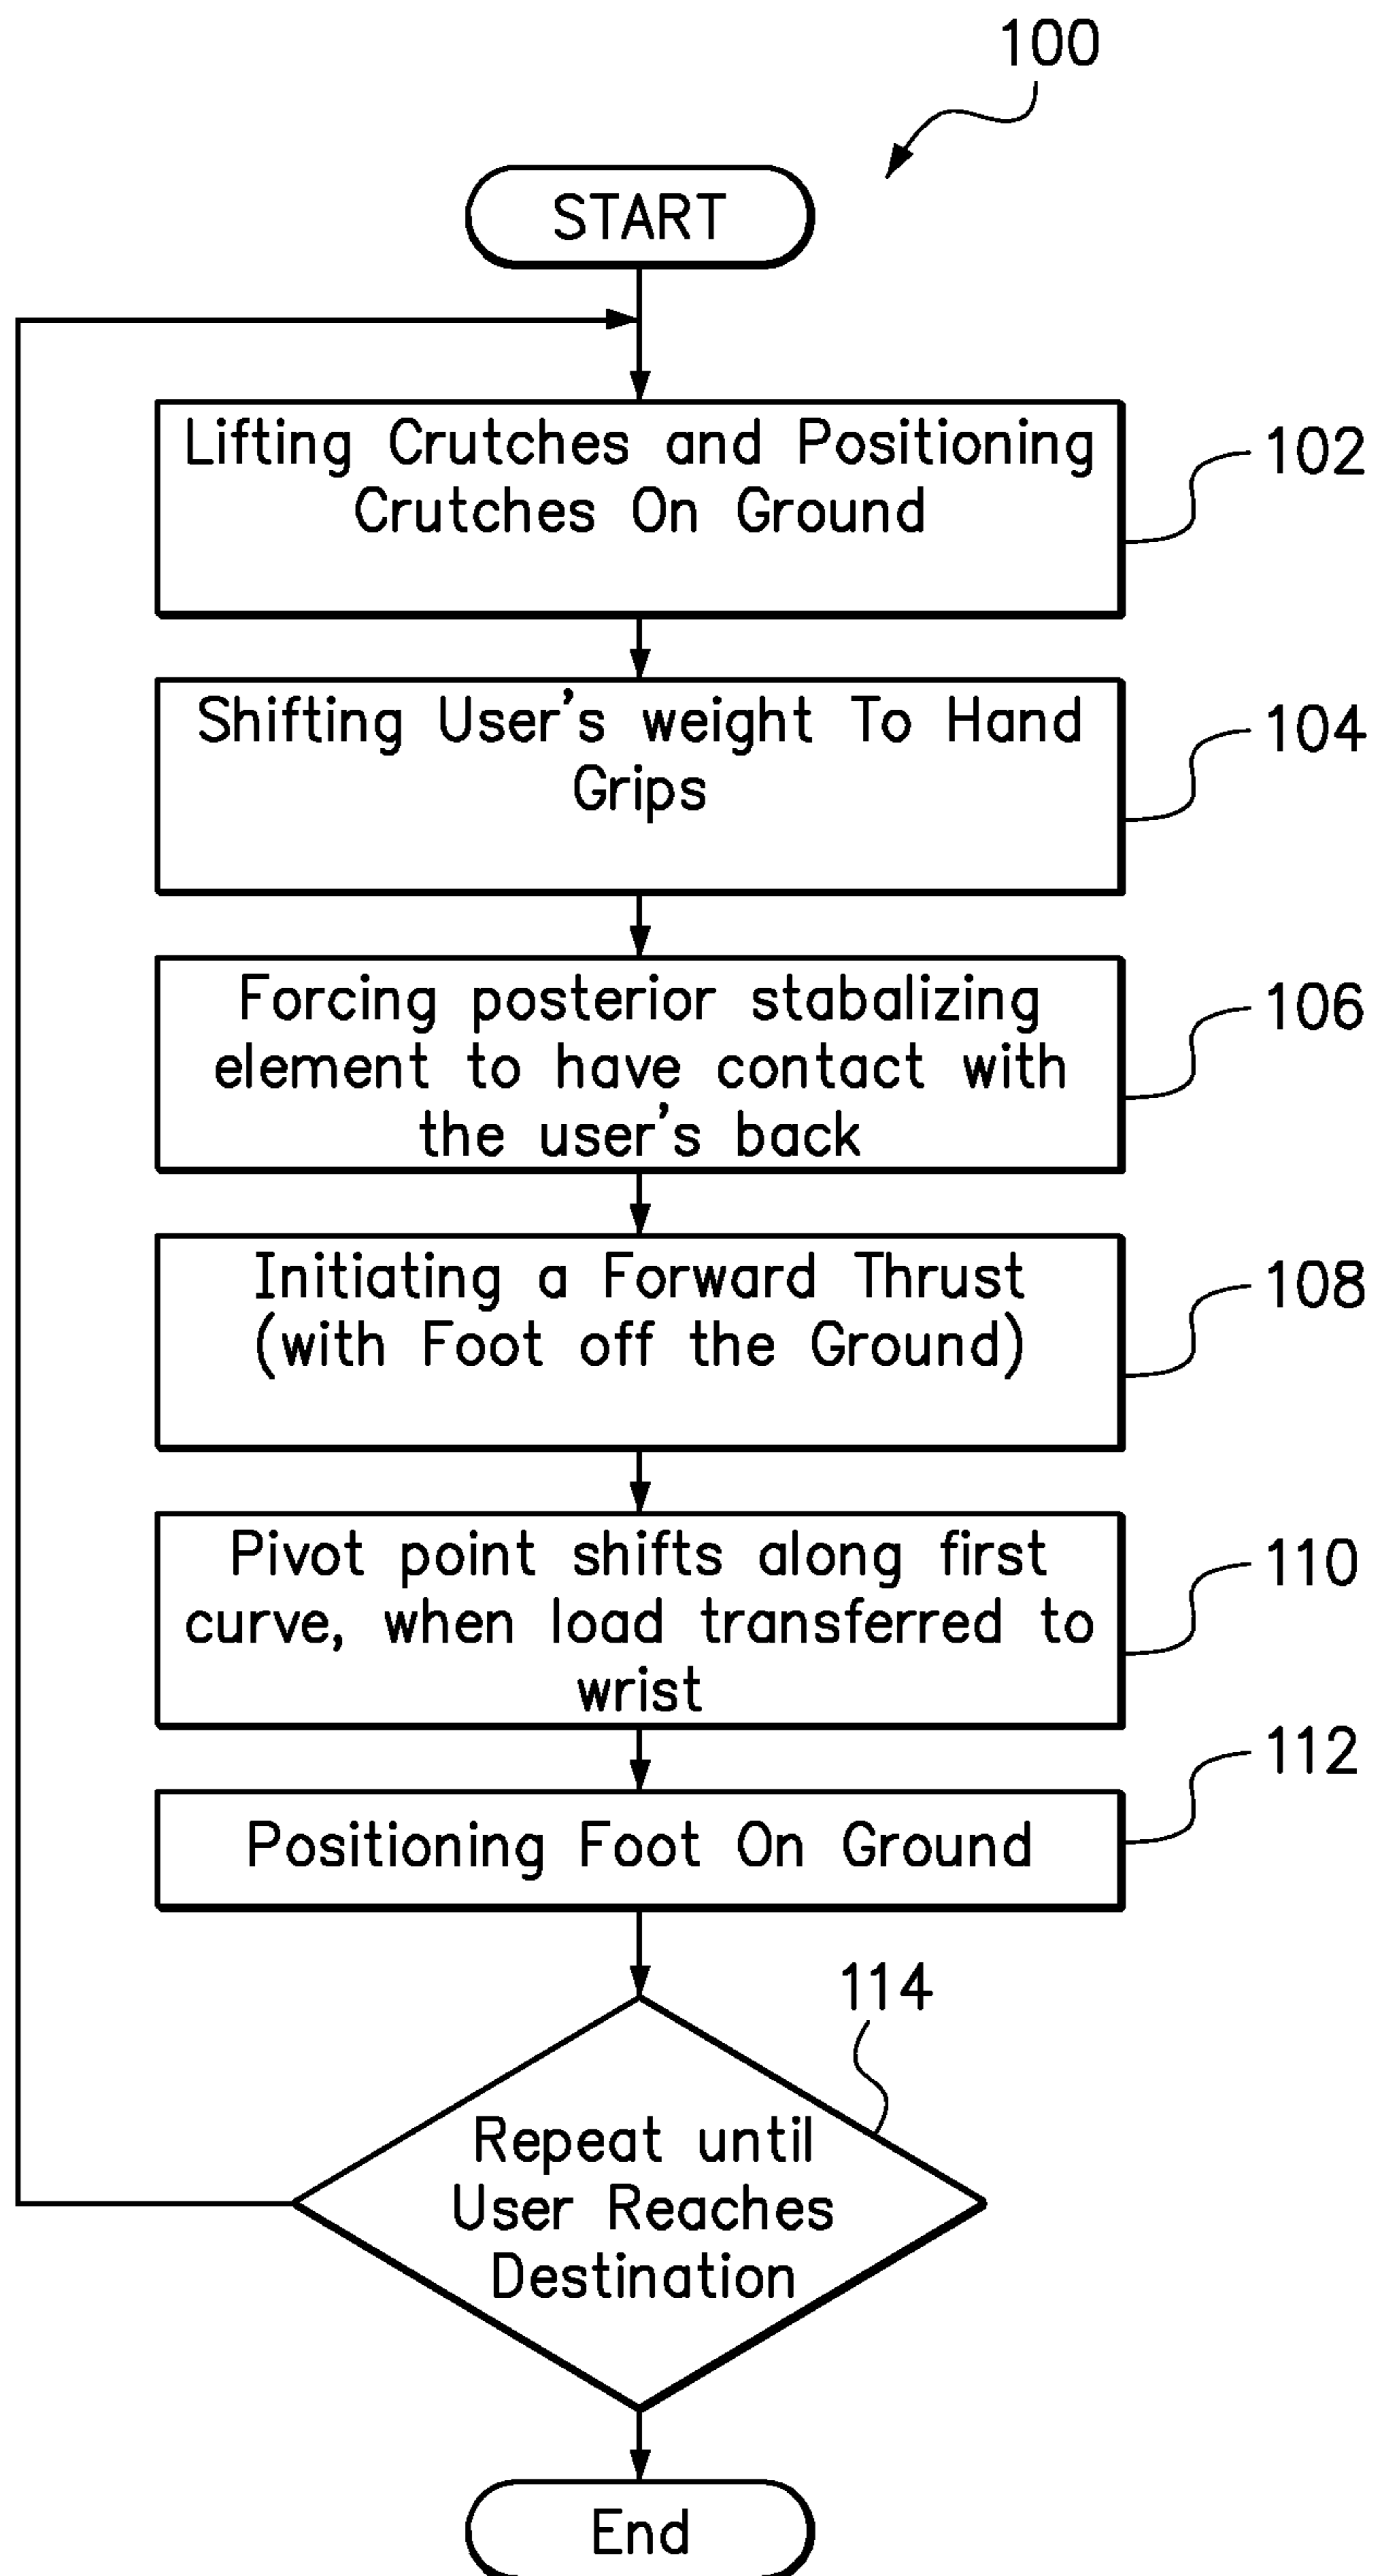 100
START
Lifting Crutches and Positioning
Crutches On Ground
102
Shifting User's weight To Hand
Grips
104
Forcing posterior stabalizing
element to have contact with
the user's back
106
Initiating a Forward Thrust
(with Foot off the Ground)
108
Pivot point shifts along first
curve, when load transferred to
wrist
110
Positioning Foot On Ground
112
114
Repeat until
User Reaches
Destination
End